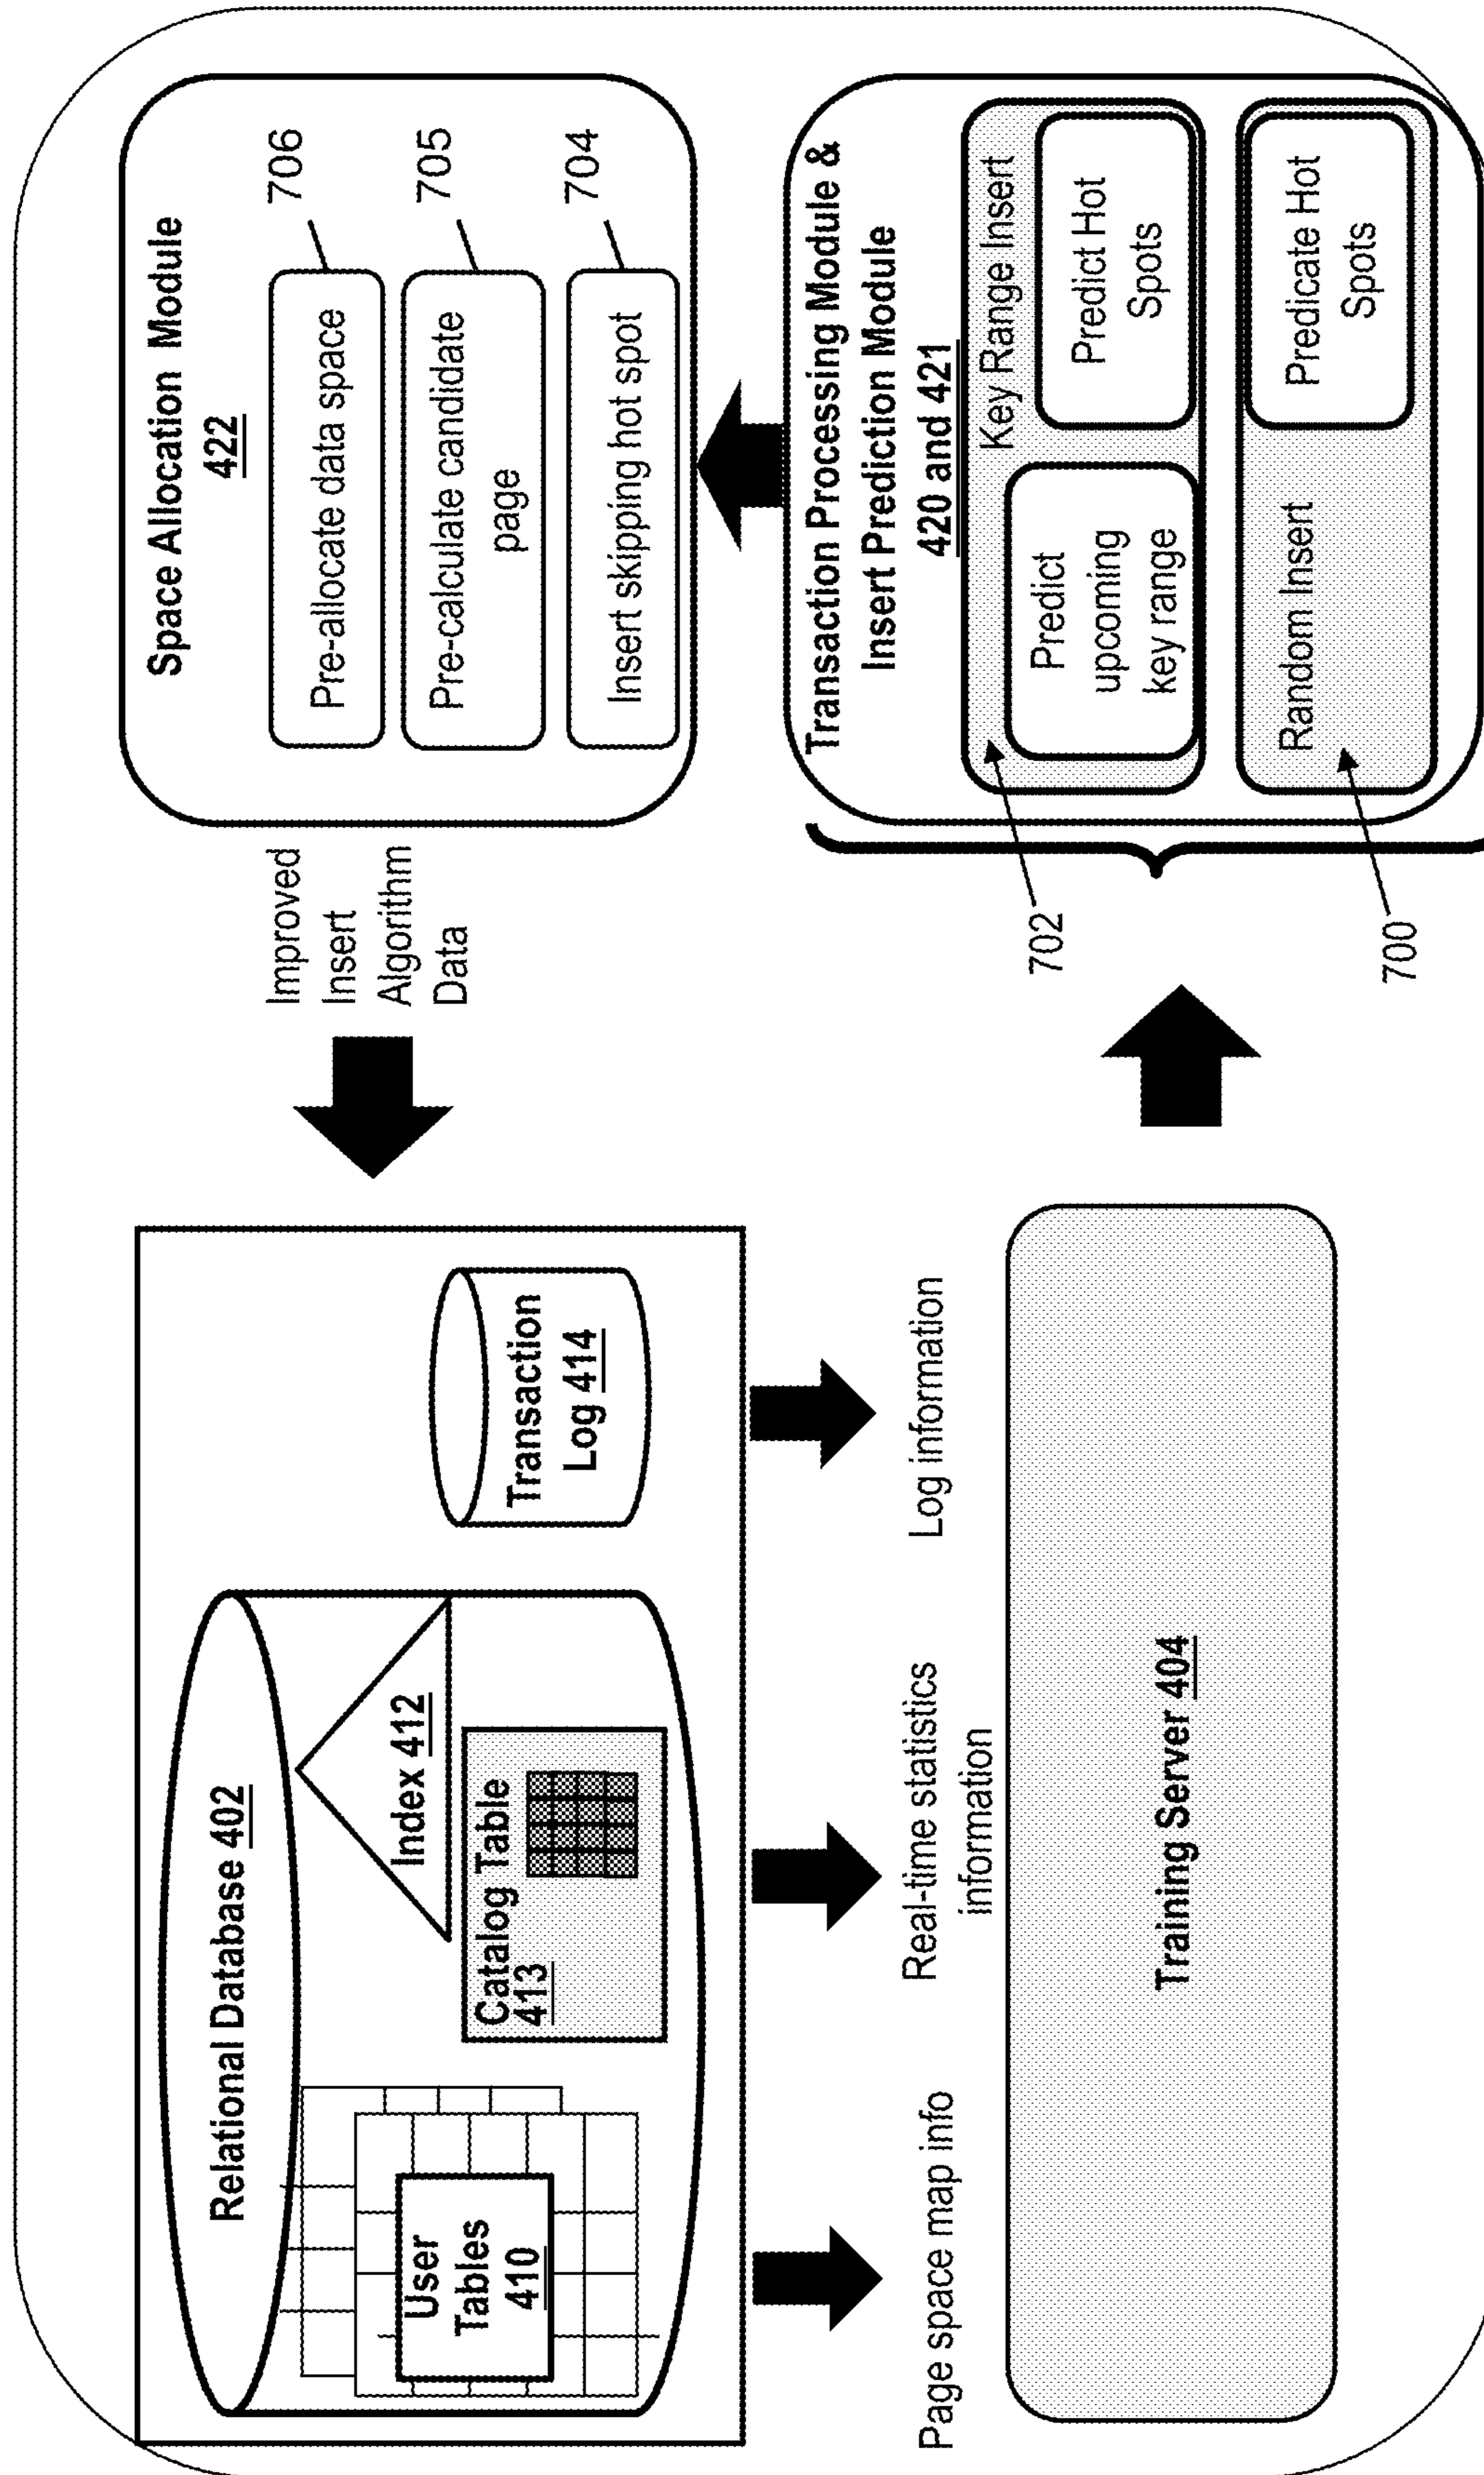 Relational Database 402
User
Tables
410
Index 412
Catalog Table
413
Transaction
Log 414
Page space map info
Real-time statistics
information
Log information
Training Server 404
Improved
Insert
Algorithm
Data
Space Allocation Module
422
Pre-allocate data space
706
Pre-calculate candidate
page
705
Insert skipping hot spot
704
Transaction Processing Module &
Insert Prediction Module
420 and 421
Key Range Insert
Predict
upcoming
key range
Predict Hot
Spots
702
Random Insert
Predicate Hot
Spots
700